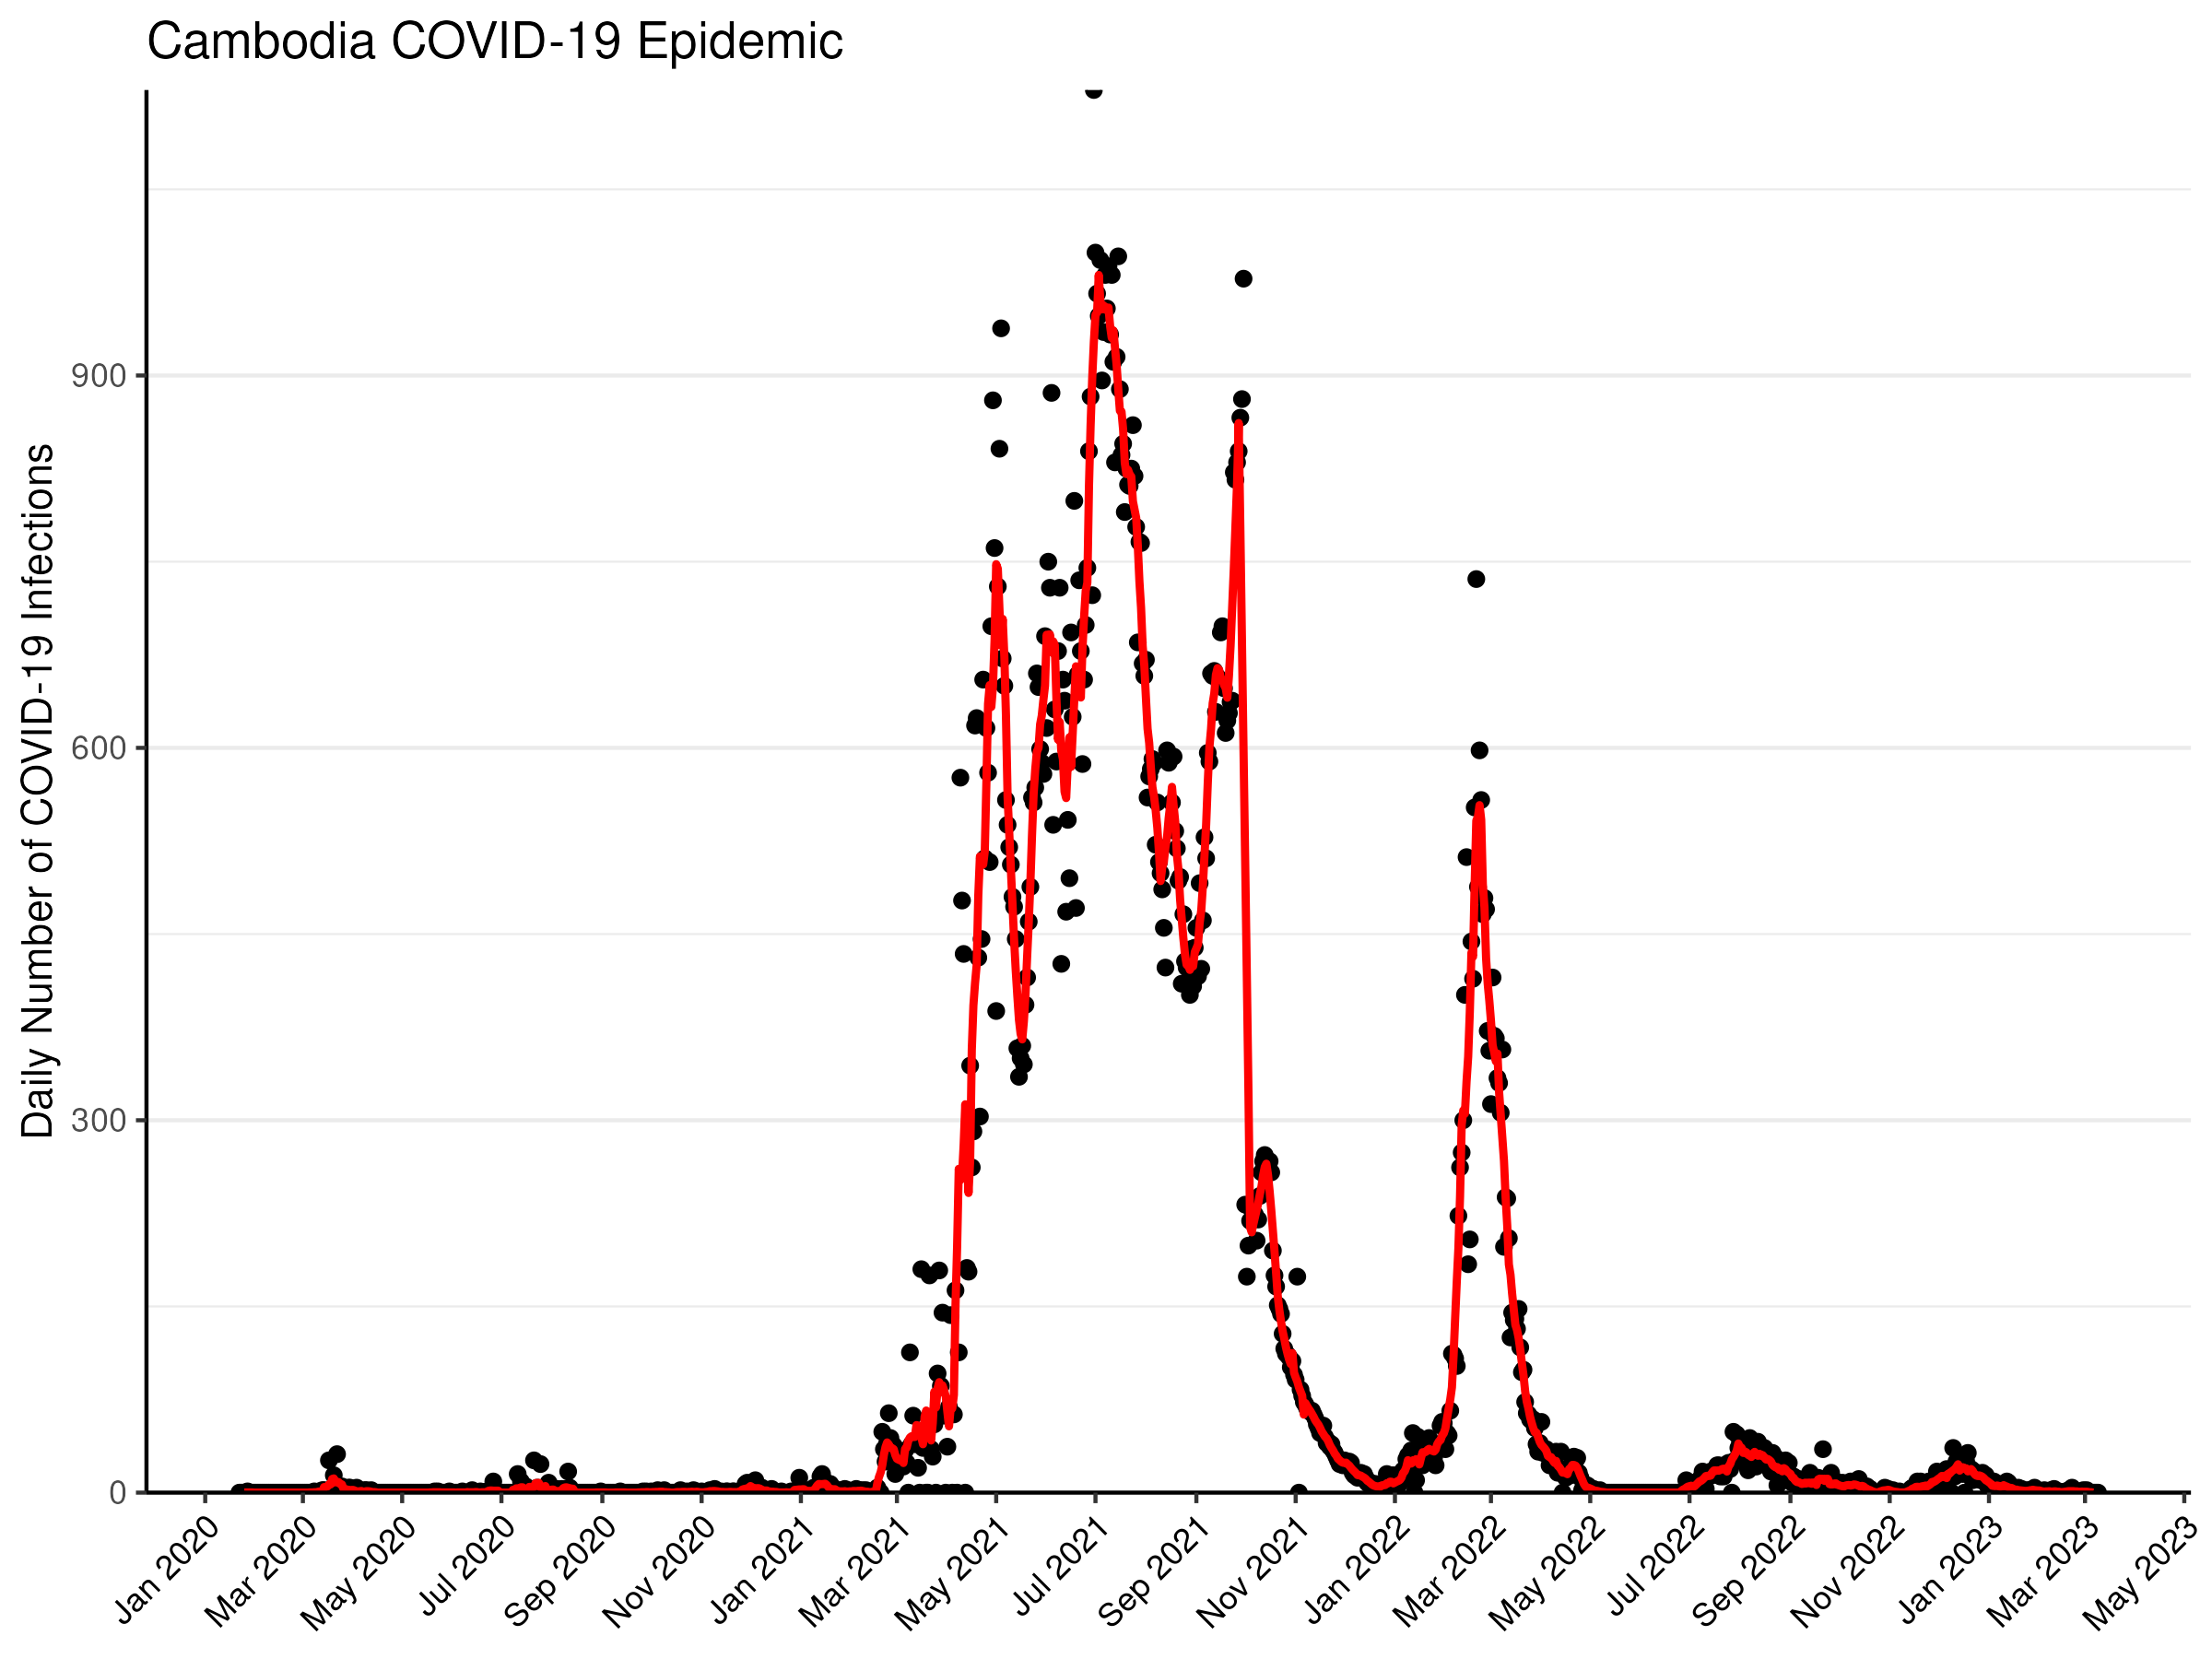 Cambodia COVID-19 Epidemic
Daily Number of COVID-19 Infections
900
600
300
0
Jan 2020
Mar 2020
May 2020
Jul 2020
Sep 2020
Nov 2020
Jan 2021
Mar 2021
May 2021
Jul 2021
Sep 2021
Nov 2021
Jan 2022
Mar 2022
May 2022
Jul 2022
Sep 2022
Nov 2022
Jan 2023
Mar 2023
May 2023